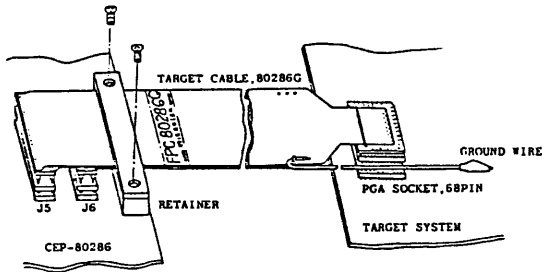 TARGET CABLE,80286G
FPC 80286G
GROUND WIRE
PGA SOCKET,68PIN
J5 J6
RETAINER
TARGET SYSTEM
CEP-80286